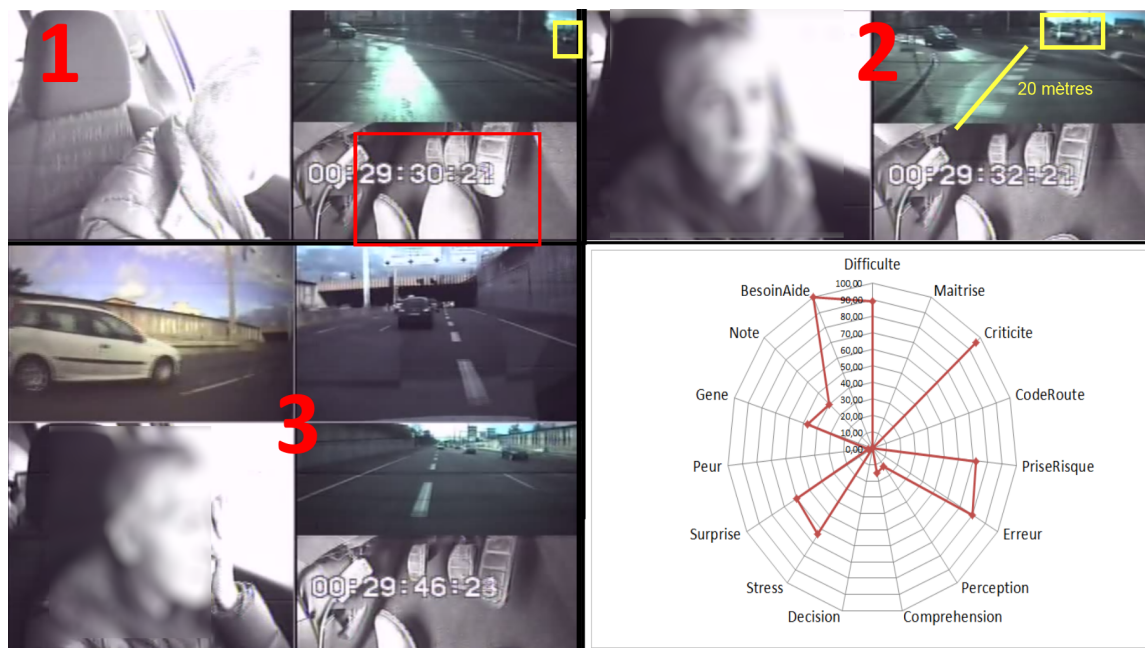 1
00:29:30:21
2
20 mètres
00:29:32:21
3
00:29:46:23
Difficulte
Maitrise
Criticite
CodeRoute
PriseRisque
Erreur
Perception
Comprehension
Decision
Stress
Surprise
Peur
Gene
Note
BesoinAide
100,00
90,00
80,00
70,00
60,00
50,00
40,00
30,00
20,00
10,00
0,00